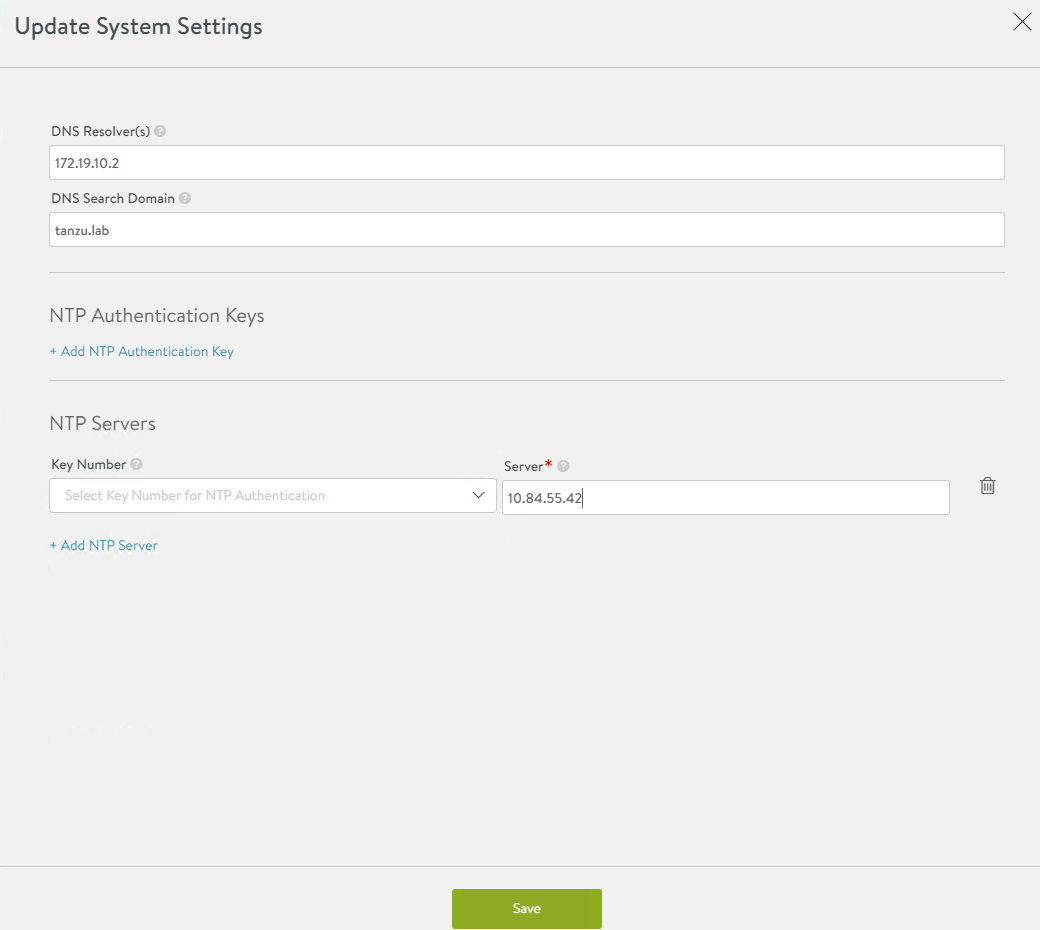 Update System Settings
DNS Resolver(s) ?
172.19.10.2
DNS Search Domain ?
tanzu.lab
NTP Authentication Keys
+ Add NTP Authentication Key
NTP Servers
Key Number ? Server* ?
Select Key Number for NTP Authentication 10.84.55.42
+ Add NTP Server
Save